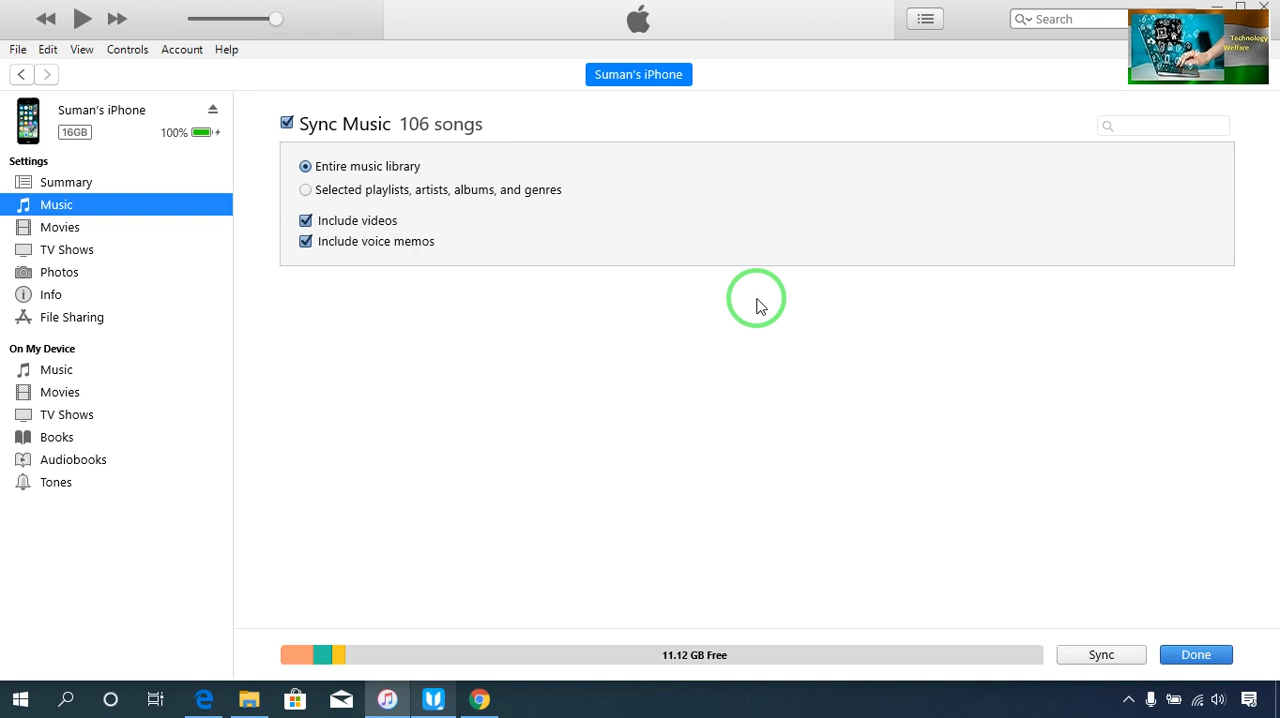 Search
Technology
Welfare
File Edit View Controls Account Help
Suman's iPhone
Suman's iPhone
16GB 100%
Settings
Summary
Music
Movies
TV Shows
Photos
Info
File Sharing
On My Device
Music
Movies
TV Shows
Books
Audiobooks
Tones
Sync Music 106 songs
Entire music library
Selected playlists, artists, albums, and genres
Include videos
Include voice memos
11.12 GB Free
Sync
Done